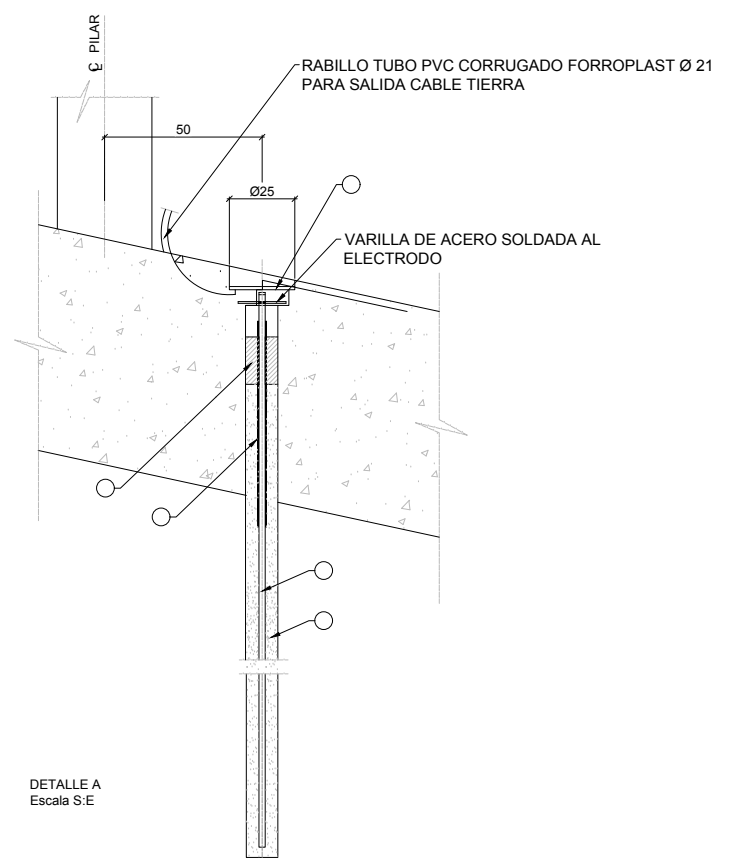 ℄ PILAR
RABILLO TUBO PVC CORRUGADO FORROPLAST Ø 21
PARA SALIDA CABLE TIERRA
50
Ø25
VARILLA DE ACERO SOLDADA AL
ELECTRODO
DETALLE A
Escala S:E